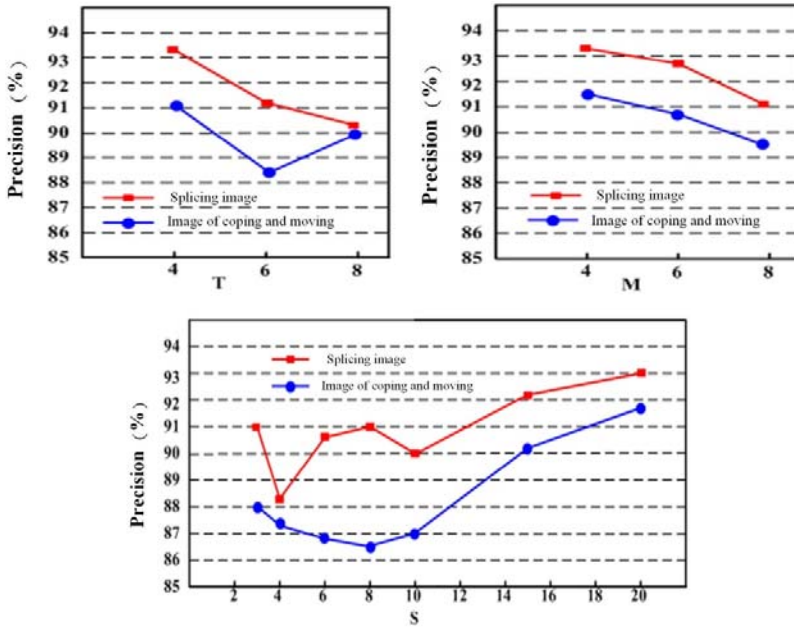 94
93
92
91
90
89
88
87
86
85
Precision (%)
Splicing image
Image of coping and moving
4 6 8
T
94
93
92
91
90
89
88
87
86
85
Precision (%)
Splicing image
Image of coping and moving
4 6 8
M
94
93
92
91
90
89
88
87
86
85
Precision (%)
Splicing image
Image of coping and moving
2 4 6 8 10 12 14 16 18 20
S